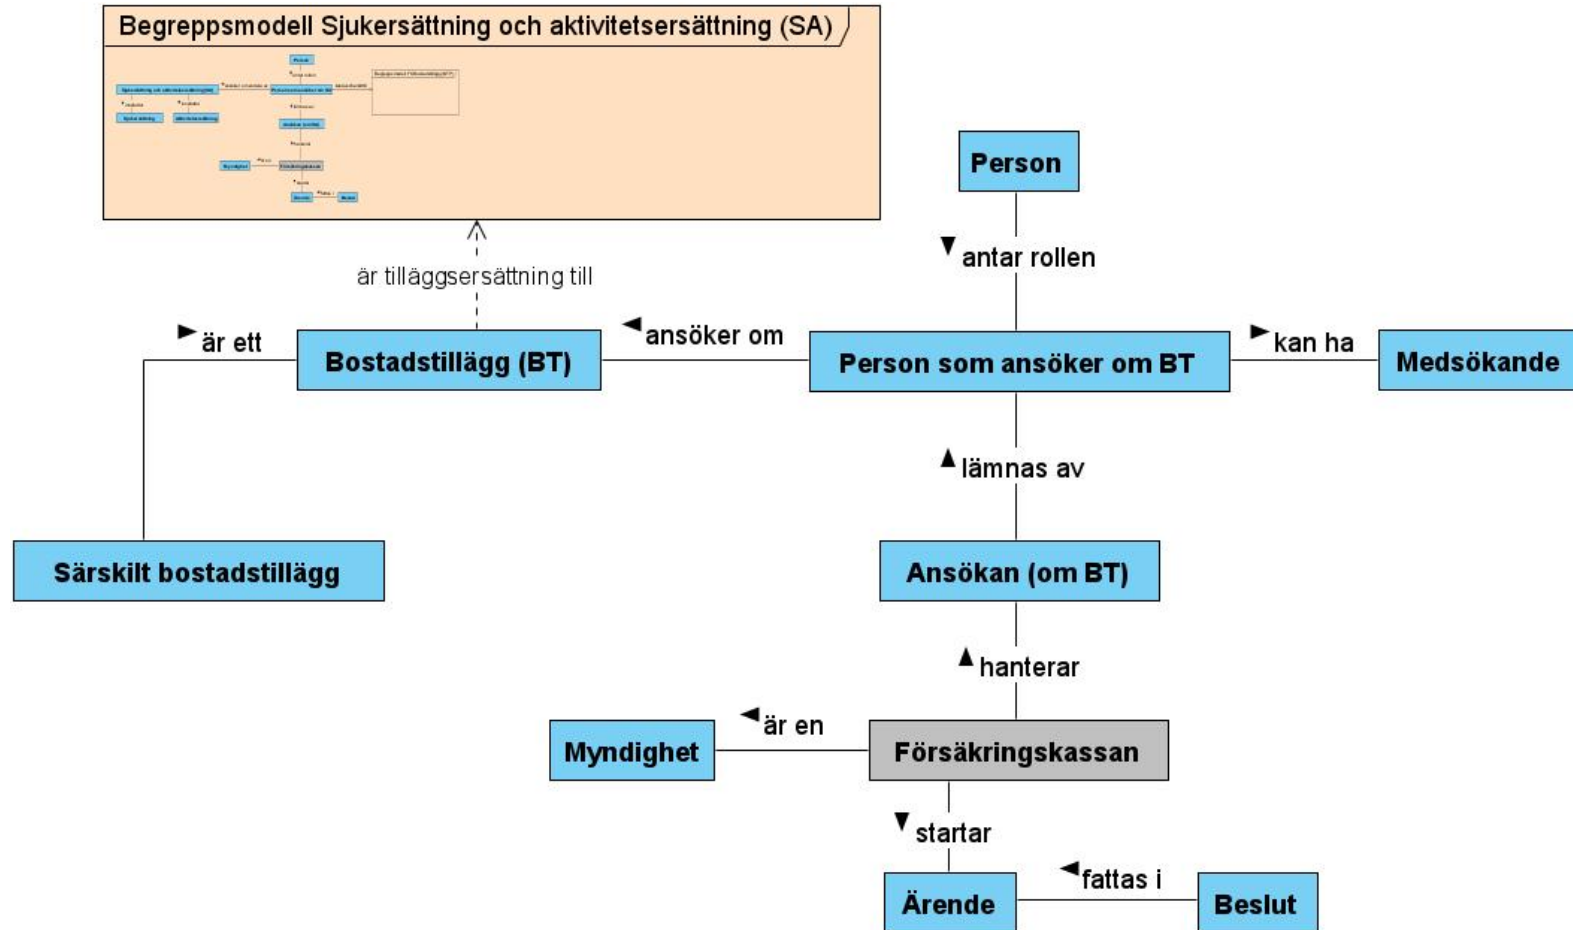 Begreppsmodell Sjukersättning och aktivitetsersättning (SA)
Person
antar rollen
är tilläggsersättning till
är ett
Bostadstillägg (BT)
ansöker om
Person som ansöker om BT
kan ha
Medsökande
lämnas av
Särskilt bostadstillägg
Ansökan (om BT)
hanterar
Myndighet
är en
Försäkringskassan
startar
Ärende
fattas i
Beslut